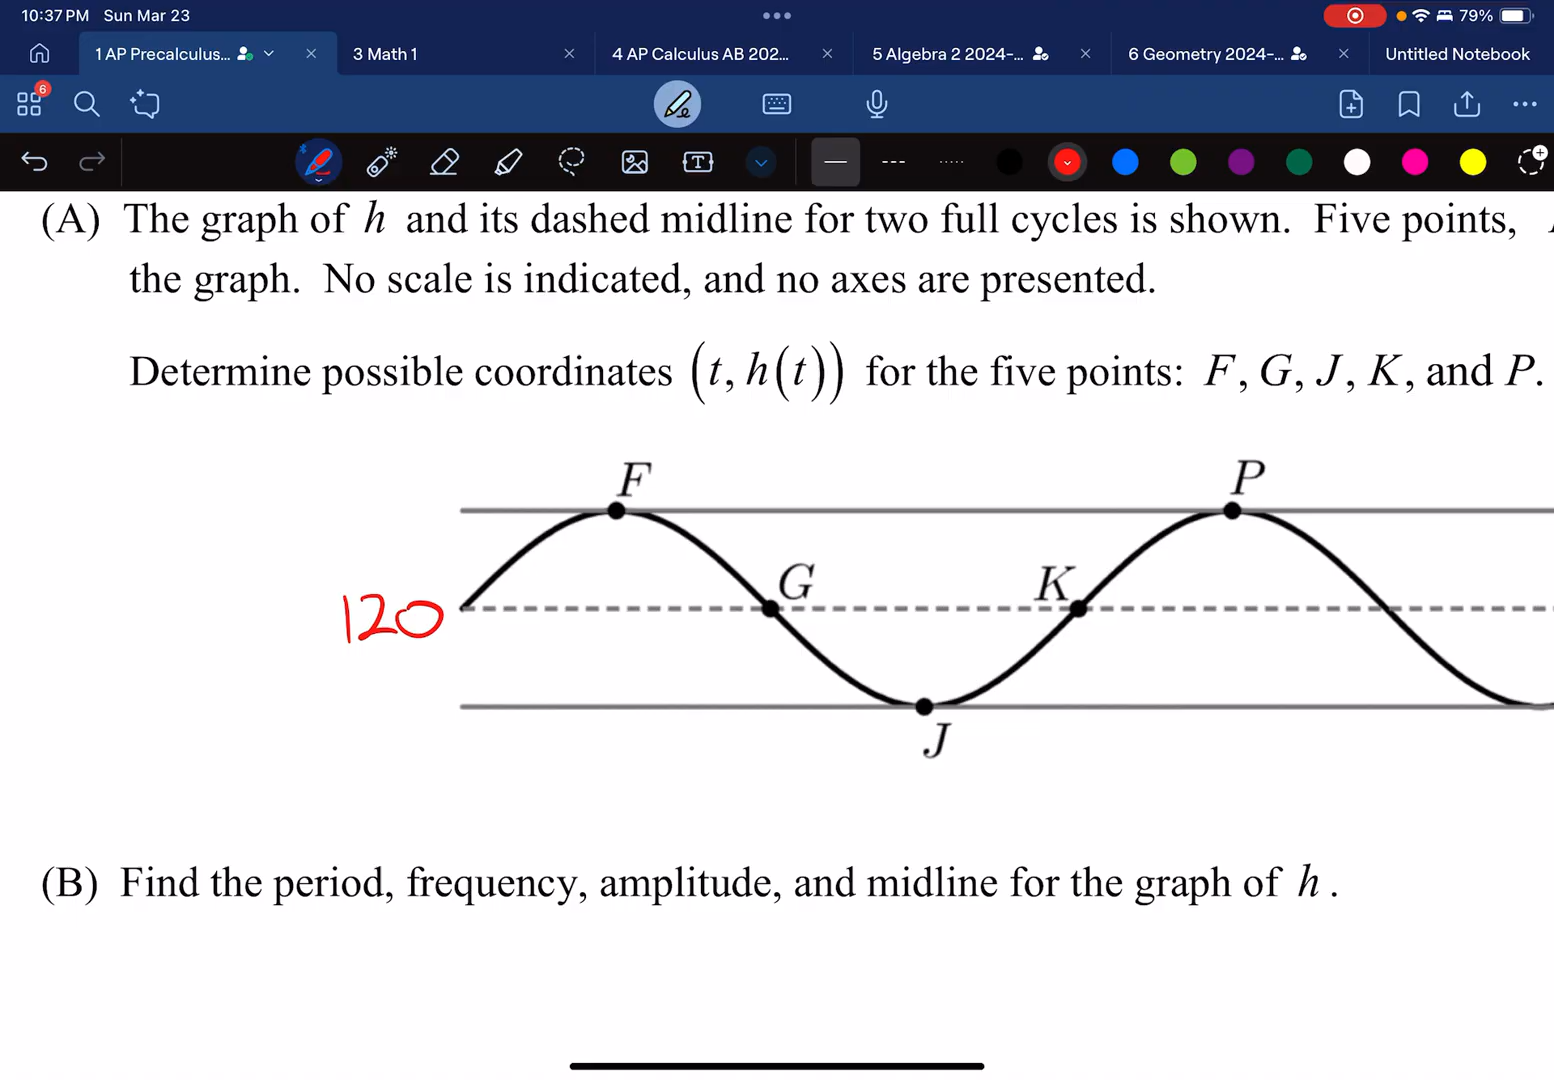 10:37 PM Sun Mar 23
79%
1 AP Precalculus...
3 Math 1
4 AP Calculus AB 202...
5 Algebra 2 2024-...
6 Geometry 2024-...
Untitled Notebook
6
T
(A) The graph of h and its dashed midline for two full cycles is shown. Five points,
the graph. No scale is indicated, and no axes are presented.
Determine possible coordinates (t, h(t)) for the five points: F, G, J, K, and P.
F
P
G
K
120
J
(B) Find the period, frequency, amplitude, and midline for the graph of h.